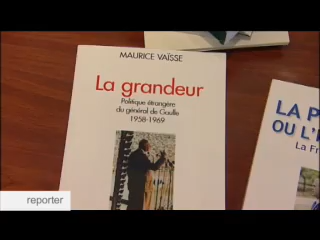 MAURICE VAÏSSE
La grandeur
Politique étrangère
du général de Gaulle
1958-1969
LA P
OU L'
La Fr
reporter